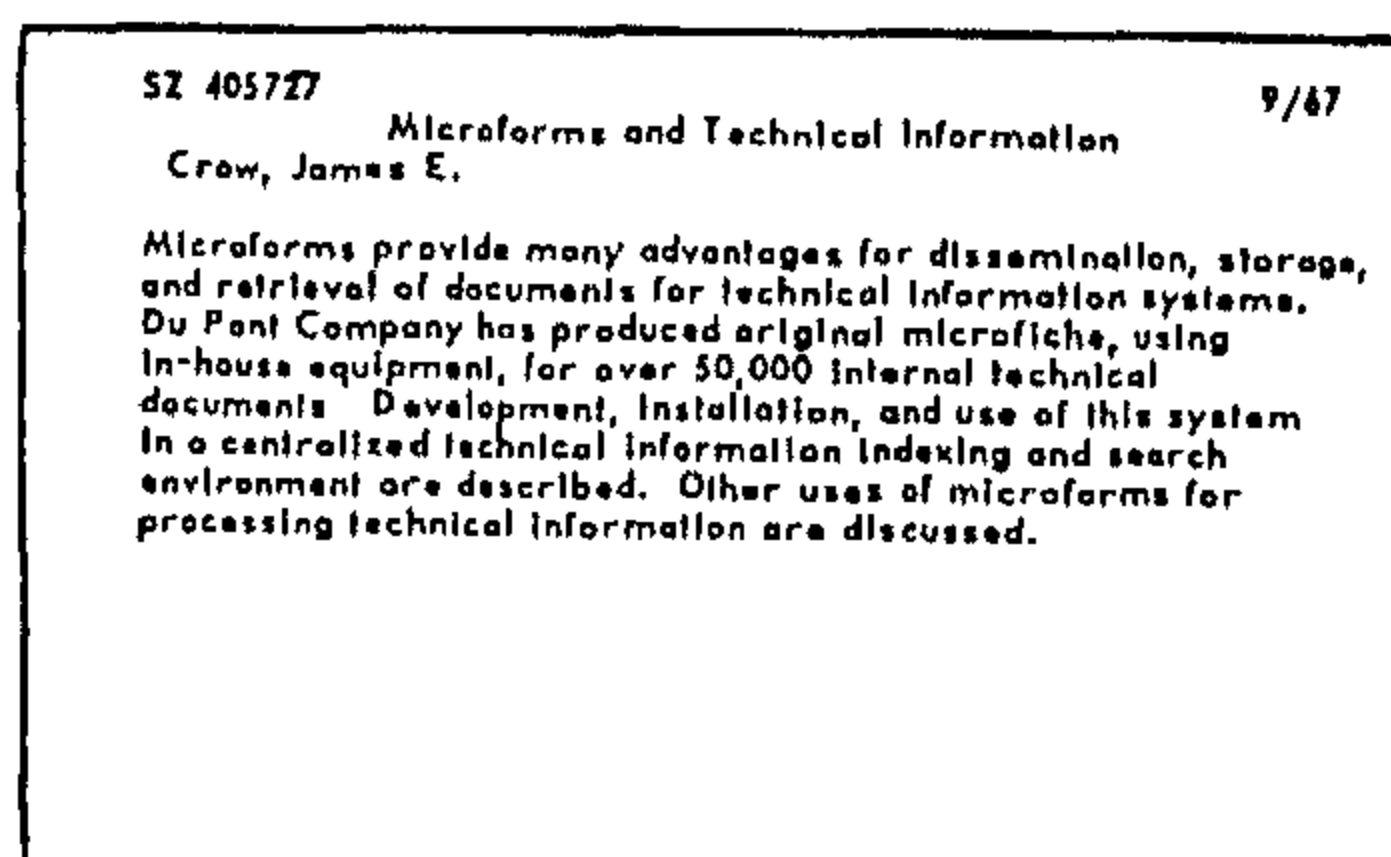 SZ 405727 9/67
Microforms and Technical Information
Crow, James E.
Microforms provide many advantages for dissemination, storage,
and retrieval of documents for technical information systems.
Du Pont Company has produced original microfiche, using
in-house equipment, for over 50,000 internal technical
documents Development, installation, and use of this system
in a centralized technical information indexing and search
environment are described. Other uses of microforms for
processing technical information are discussed.